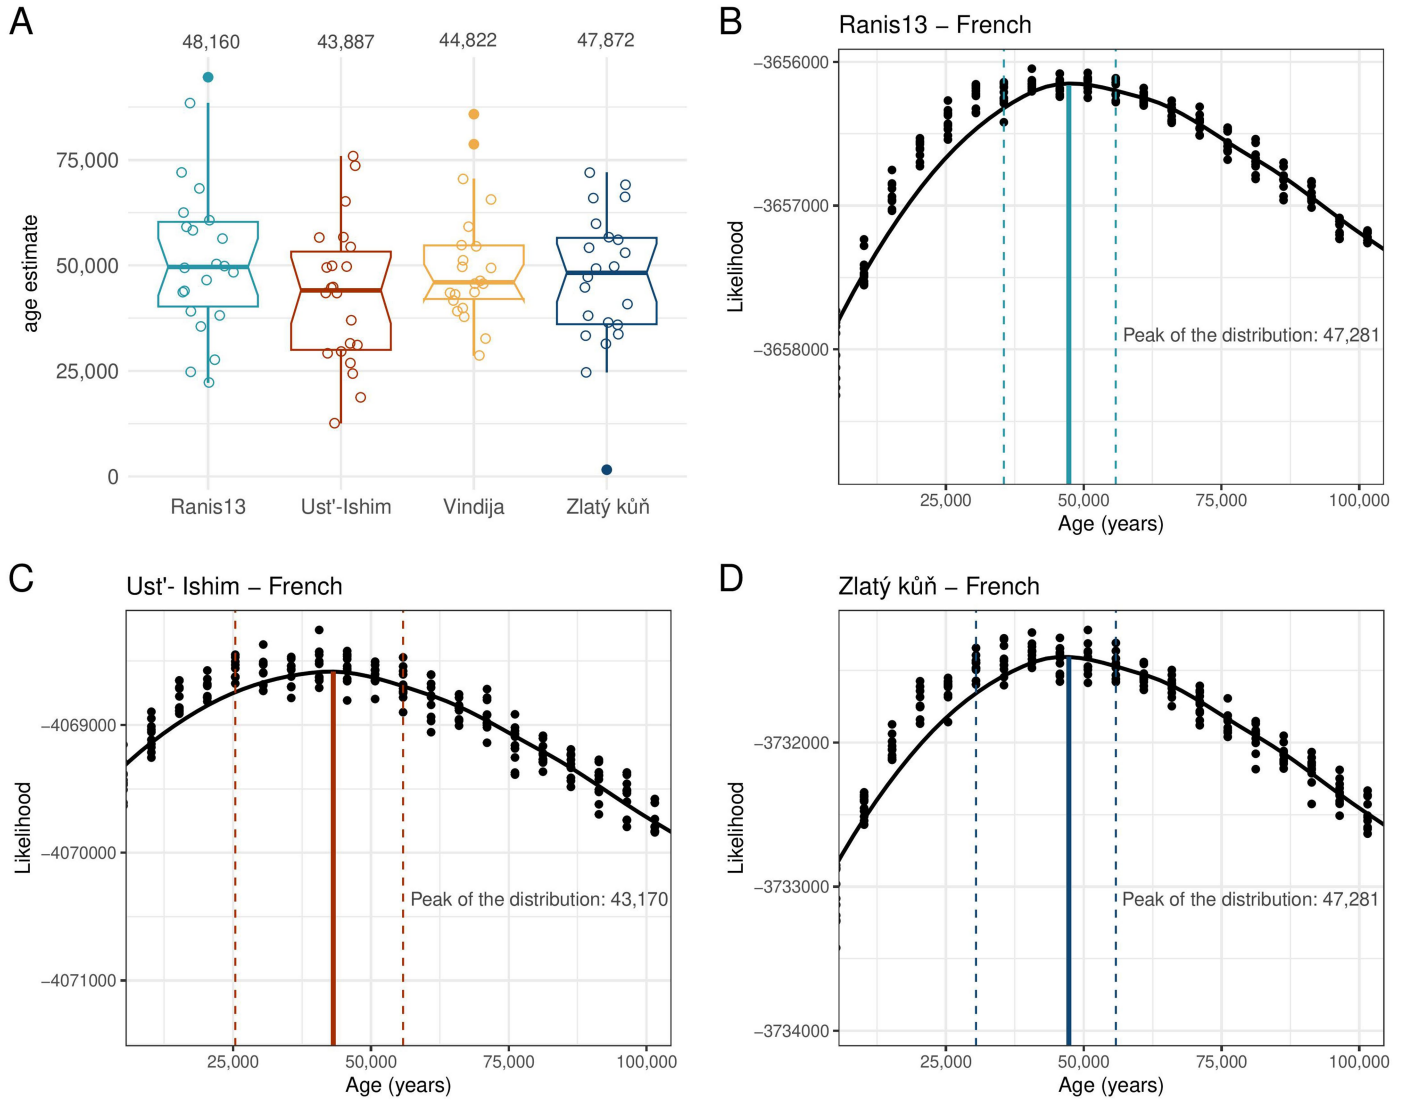 A
48,160 43,887 44,822 47,872
age estimate
75,000
50,000
25,000
0
Ranis13 Ust'-Ishim Vindija Zlatý kůň
B
Ranis13 – French
Likelihood
−3656000
−3657000
−3658000
Peak of the distribution: 47,281
25,000 50,000 75,000 100,000
Age (years)
C
Ust'- Ishim – French
Likelihood
−4069000
−4070000
−4071000
Peak of the distribution: 43,170
25,000 50,000 75,000 100,000
Age (years)
D
Zlatý kůň – French
Likelihood
−3732000
−3733000
−3734000
Peak of the distribution: 47,281
25,000 50,000 75,000 100,000
Age (years)